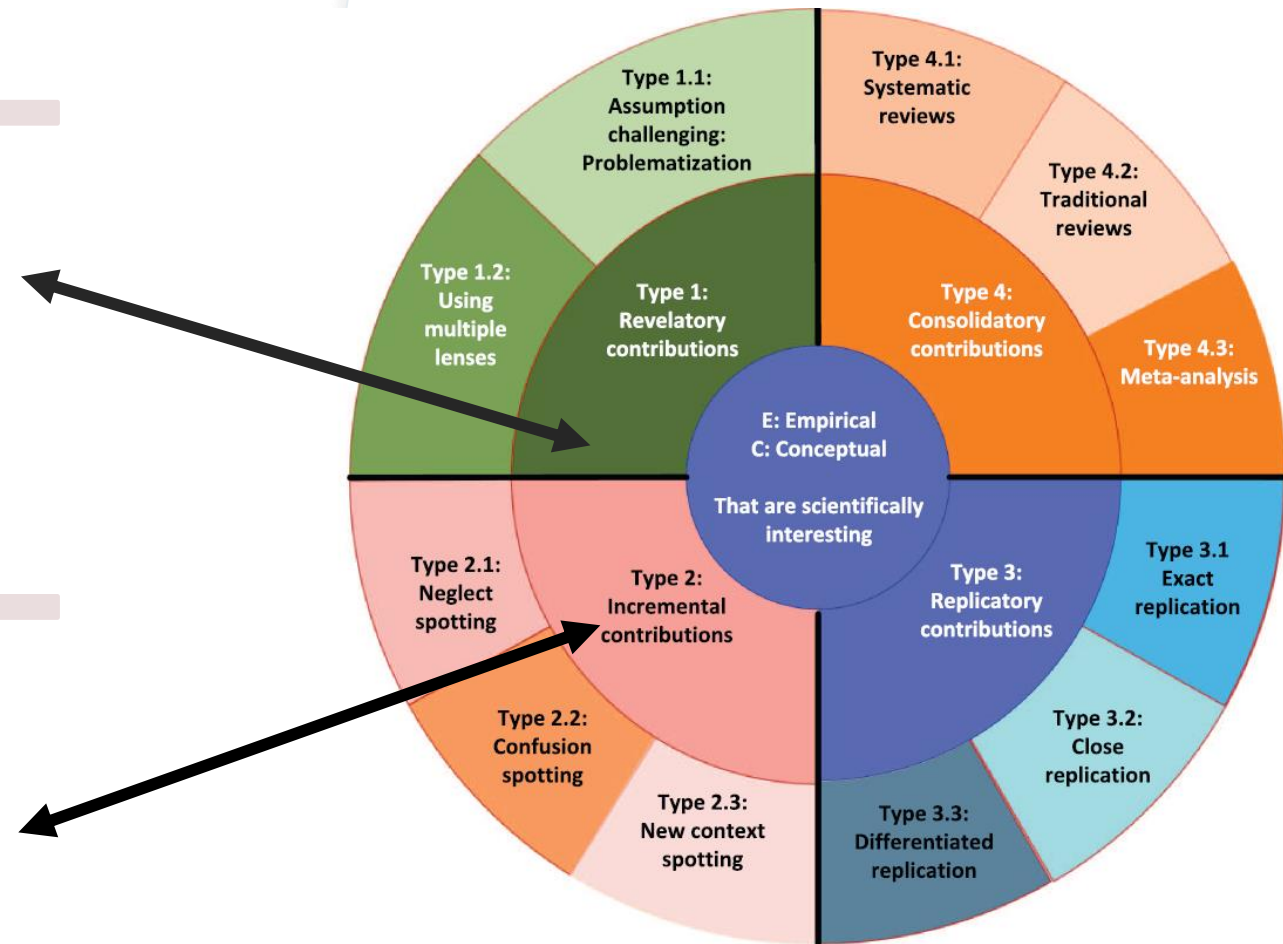 Type 1.1:
Assumption
challenging:
Problematization
Type 1.2:
Using
multiple
lenses
Type 1:
Revelatory
contributions
Type 4.1:
Systematic
reviews
Type 4.2:
Traditional
reviews
Type 4:
Consolidatory
contributions
Type 4.3:
Meta-analysis
E: Empirical
C: Conceptual
That are scientifically
interesting
Type 2.1:
Neglect
spotting
Type 2:
Incremental
contributions
Type 2.2:
Confusion
spotting
Type 2.3:
New context
spotting
Type 3:
Replicatory
contributions
Type 3.1
Exact
replication
Type 3.2:
Close
replication
Type 3.3:
Differentiated
replication